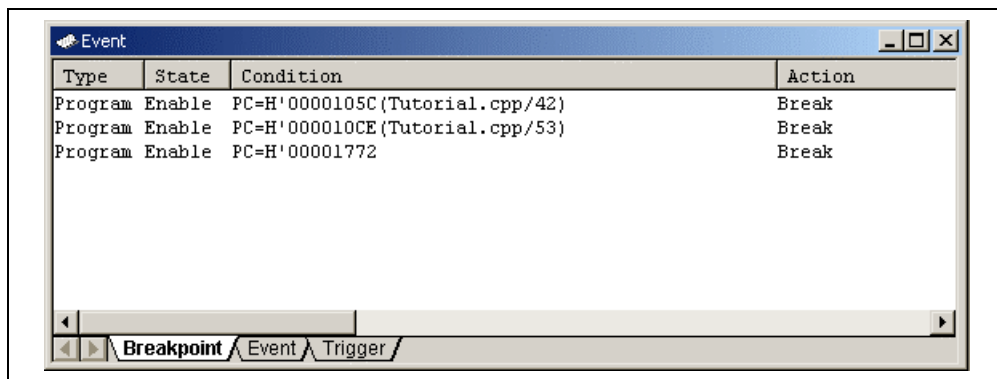 Event
Type State Condition Action
Program Enable PC=H'0000105C(Tutorial.cpp/42) Break
Program Enable PC=H'000010CE(Tutorial.cpp/53) Break
Program Enable PC=H'00001772 Break
Breakpoint Event Trigger